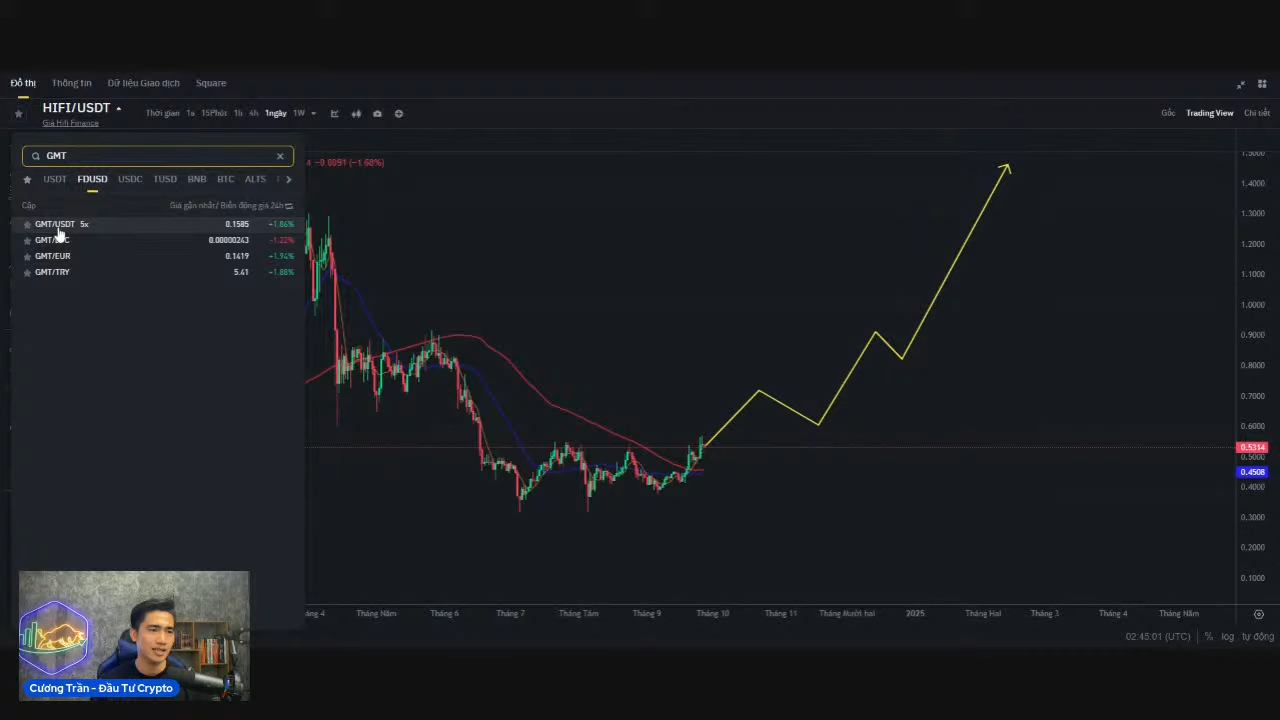 Đồ thị Thông tin Dữ liệu Giao dịch Square
HIFI/USDT
Giá Hifi Finance
Thời gian 1s 15Phút 1h 4h 1ngày 1W
Gốc Trading View Chi tiết
GMT
−0.0091 (−1.68%)
USDT FDUSD USDC TUSD BNB BTC ALTS
Cặp Giá gần nhất/ Biến động giá 24h
GMT/USDT 5x 0.1585 +1.86%
0.00000243 -1.22%
GMT/EUR 0.1419 +1.94%
GMT/TRY 5.41 +1.88%
1.5000
1.4000
1.3000
1.2000
1.1000
1.0000
0.9000
0.8000
0.7000
0.6000
0.5314
0.5000
0.4508
0.4000
0.3000
0.2000
0.1000
Tháng Năm Tháng 6 Tháng 7 Tháng Tám Tháng 9 Tháng 10 Tháng 11 Tháng Mười hai 2025 Tháng Hai Tháng 3 Tháng 4 Tháng Năm
02:45:01 (UTC) % log tự động
Cương Trần - Đầu Tư Crypto